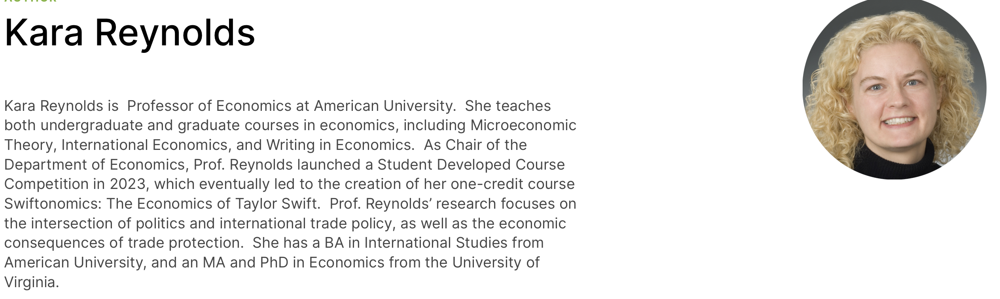 AUTHOR
Kara Reynolds
Kara Reynolds is  Professor of Economics at American University.  She teaches
both undergraduate and graduate courses in economics, including Microeconomic
Theory, International Economics, and Writing in Economics.  As Chair of the
Department of Economics, Prof. Reynolds launched a Student Developed Course
Competition in 2023, which eventually led to the creation of her one-credit course
Swiftonomics: The Economics of Taylor Swift.  Prof. Reynolds’ research focuses on
the intersection of politics and international trade policy, as well as the economic
consequences of trade protection.  She has a BA in International Studies from
American University, and an MA and PhD in Economics from the University of
Virginia.